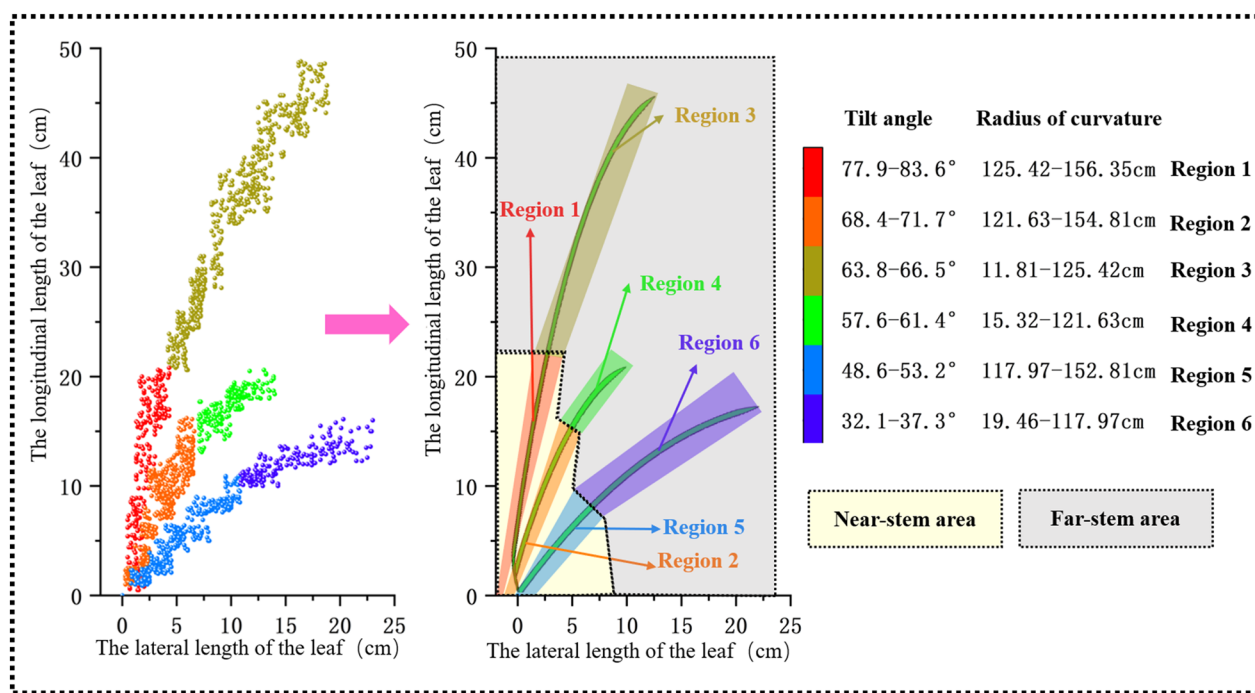 50
40
30
20
10
0
0 5 10 15 20 25
The longitudinal length of the leaf (cm)
The lateral length of the leaf (cm)
50
40
30
20
10
0
0 5 10 15 20 25
The longitudinal length of the leaf (cm)
The lateral length of the leaf (cm)
Region 3
Region 1
Region 4
Region 6
Region 5
Region 2
Tilt angle Radius of curvature
77.9-83.6° 125.42-156.35cm Region 1
68.4-71.7° 121.63-154.81cm Region 2
63.8-66.5° 11.81-125.42cm Region 3
57.6-61.4° 15.32-121.63cm Region 4
48.6-53.2° 117.97-152.81cm Region 5
32.1-37.3° 19.46-117.97cm Region 6
Near-stem area
Far-stem area